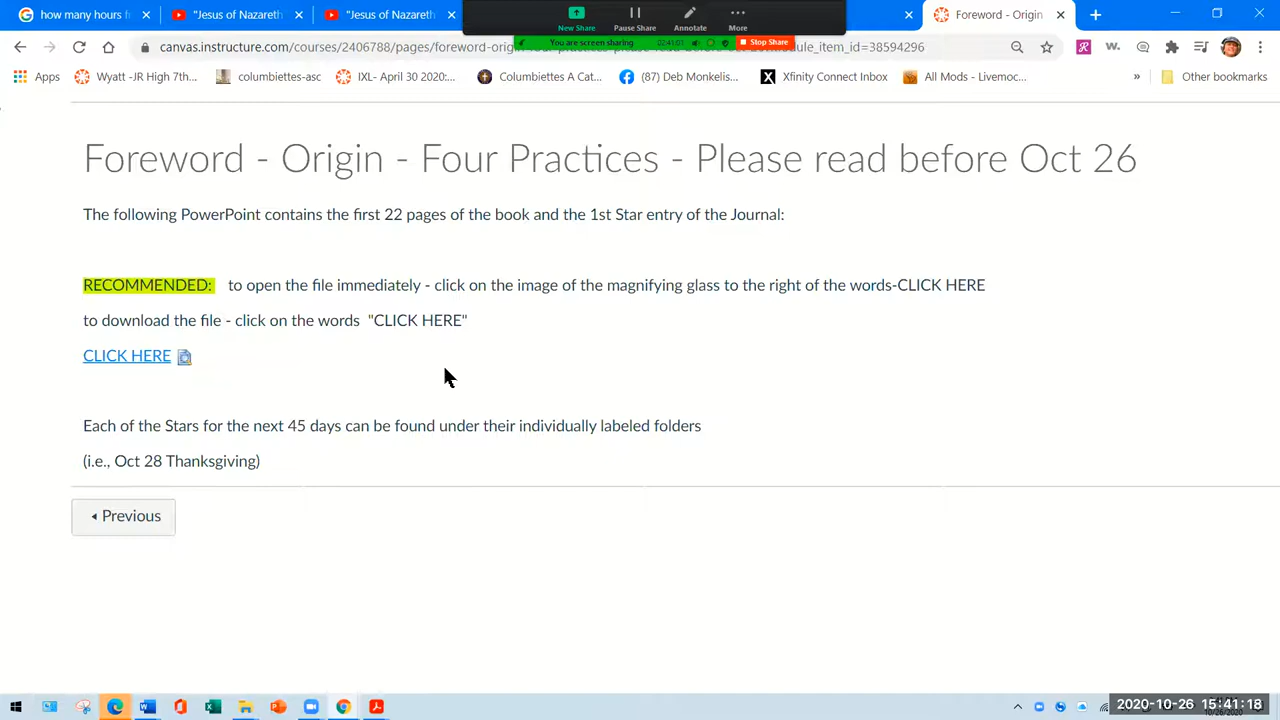 how many hours f
"Jesus of Nazareth
"Jesus of Nazareth
Foreword - origin
New Share
Pause Share
Annotate
More
You are screen sharing
Stop Share
canvas.instructure.com/courses/2406788/pages/foreword-orig
module_item_id=38594296
Apps
Wyatt -JR High 7th...
columbiettes-asc
IXL- April 30 2020:...
Columbiettes A Cat...
(87) Deb Monkelis...
Xfinity Connect Inbox
All Mods - Livemoc...
»
Other bookmarks
Foreword - Origin - Four Practices - Please read before Oct 26
The following PowerPoint contains the first 22 pages of the book and the 1st Star entry of the Journal:
RECOMMENDED: to open the file immediately - click on the image of the magnifying glass to the right of the words-CLICK HERE
to download the file - click on the words "CLICK HERE"
CLICK HERE
Each of the Stars for the next 45 days can be found under their individually labeled folders
(i.e., Oct 28 Thanksgiving)
Previous
2020-10-26 15:41:18